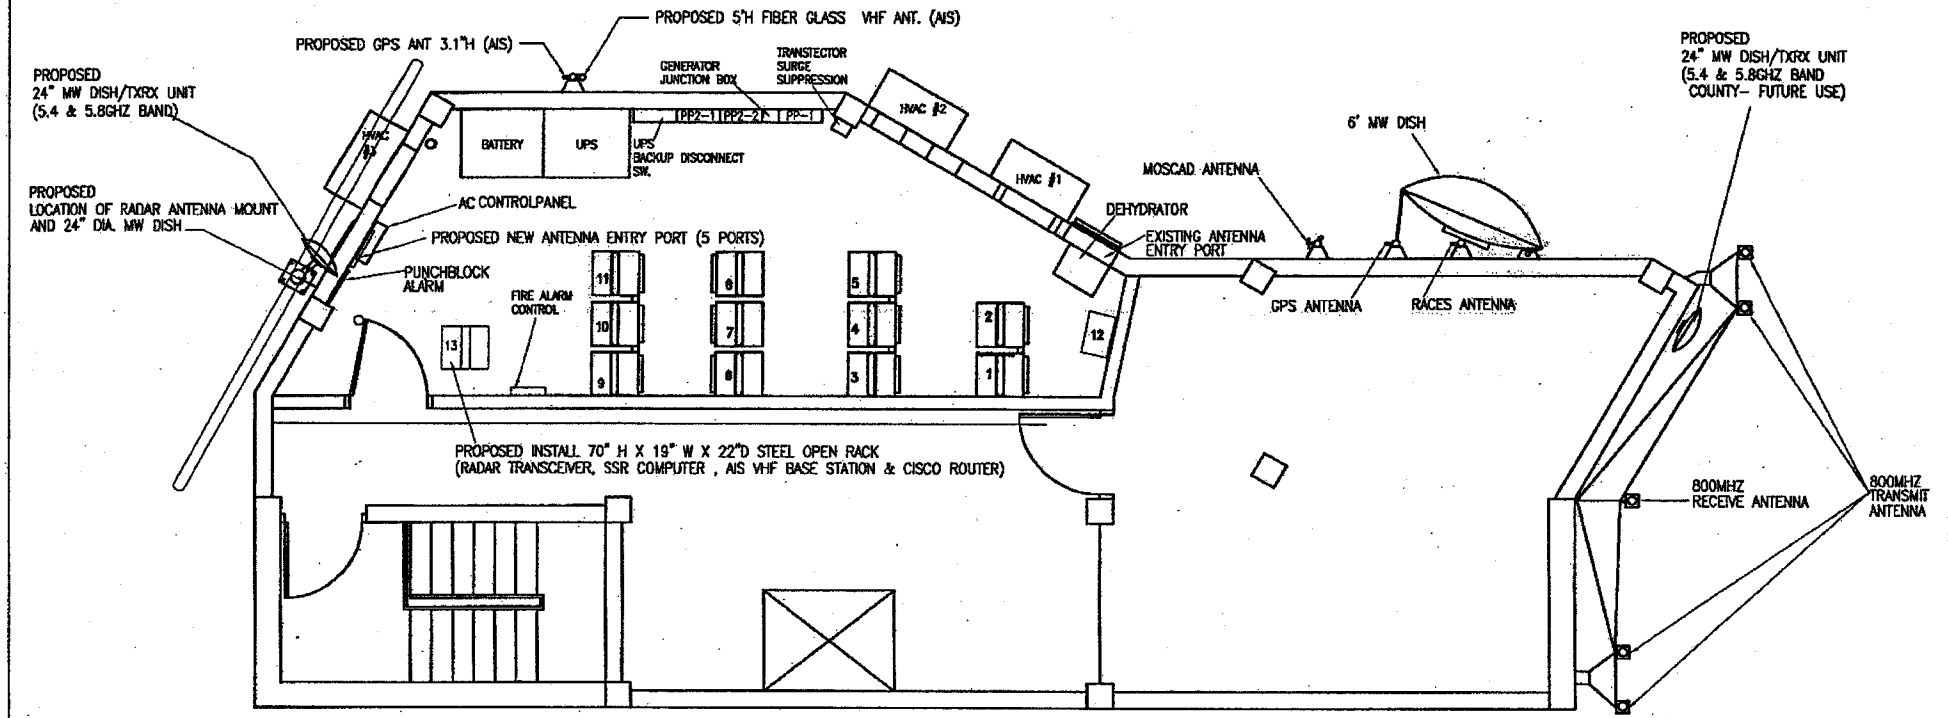 PROPOSED 5'H FIBER GLASS VHF ANT. (AIS)
PROPOSED GPS ANT 3.1"H (AIS)
PROPOSED
24" MW DISH/TXRX UNIT
(5.4 & 5.8GHZ BAND)
GENERATOR
JUNCTION BOX
TRANSTECTOR
SURGE
SUPPRESSION
PROPOSED
24" MW DISH/TXRX UNIT
(5.4 & 5.8GHZ BAND
COUNTY- FUTURE USE)
HVAC #2
6' MW DISH
HVAC
#3
BATTERY
UPS
PP2-1
PP2-2
PP-1
UPS
BACKUP DISCONNECT
SW.
HVAC #1
MOSCAD ANTENNA
PROPOSED
LOCATION OF RADAR ANTENNA MOUNT
AND 24" DIA. MW DISH
AC CONTROLPANEL
DEHYDRATOR
PROPOSED NEW ANTENNA ENTRY PORT (5 PORTS)
EXISTING ANTENNA
ENTRY PORT
PUNCHBLOCK
ALARM
FIRE ALARM
CONTROL
GPS ANTENNA
RACES ANTENNA
11
6
5
10
7
4
2
12
13
9
8
3
1
PROPOSED INSTALL 70" H X 19" W X 22"D STEEL OPEN RACK
(RADAR TRANSCEIVER, SSR COMPUTER , AIS VHF BASE STATION & CISCO ROUTER)
800MHZ
RECEIVE ANTENNA
800MHZ
TRANSMIT
ANTENNA